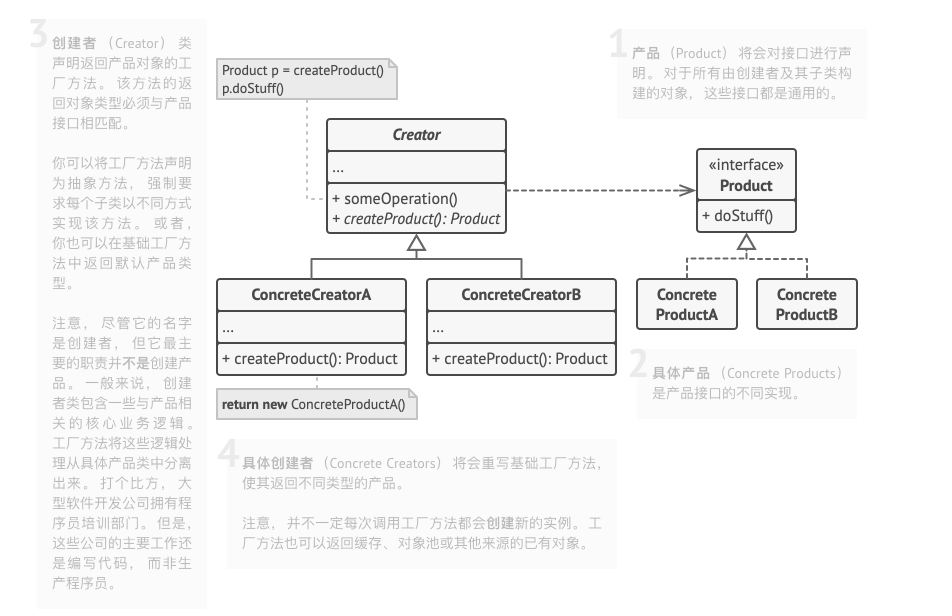 3
创建者 （Creator） 类
声明返回产品对象的工
厂方法。 该方法的返
回对象类型必须与产品
接口相匹配。
你可以将工厂方法声明
为抽象方法， 强制要
求每个子类以不同方式
实现该方法。 或者，
你也可以在基础工厂方
法中返回默认产品类
型。
注意， 尽管它的名字
是创建者， 但它最主
要的职责并不是创建产
品。 一般来说， 创建
者类包含一些与产品相
关的核心业务逻辑。
工厂方法将这些逻辑处
理从具体产品类中分离
出来。 打个比方， 大
型软件开发公司拥有程
序员培训部门。 但是，
这些公司的主要工作还
是编写代码， 而非生
产程序员。
Product p = createProduct()
p.doStuff()
Creator
...
+ someOperation()
+ createProduct(): Product
ConcreteCreatorA
...
+ createProduct(): Product
ConcreteCreatorB
...
+ createProduct(): Product
return new ConcreteProductA()
1
产品 （Product） 将会对接口进行声
明。 对于所有由创建者及其子类构
建的对象， 这些接口都是通用的。
«interface»
Product
+ doStuff()
Concrete
ProductA
Concrete
ProductB
2
具体产品 （Concrete Products）
是产品接口的不同实现。
4
具体创建者 （Concrete Creators） 将会重写基础工厂方法，
使其返回不同类型的产品。
注意， 并不一定每次调用工厂方法都会创建新的实例。 工
厂方法也可以返回缓存、对象池或其他来源的已有对象。